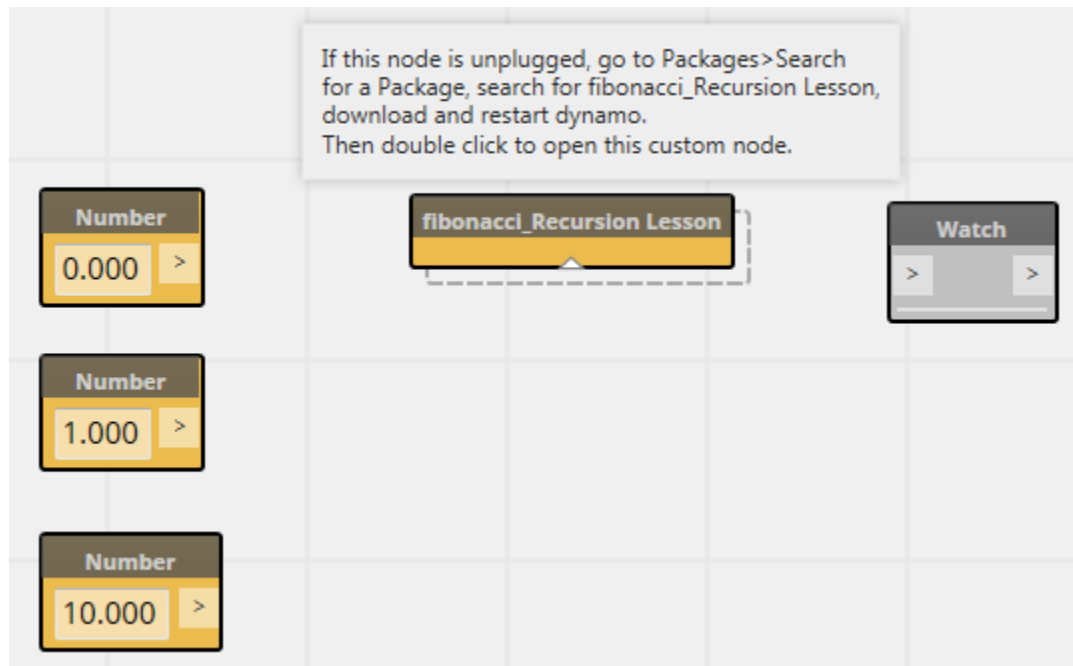 If this node is unplugged, go to Packages>Search
for a Package, search for fibonacci_Recursion Lesson,
download and restart dynamo.
Then double click to open this custom node.
Number
0.000 >
fibonacci_Recursion Lesson
Watch
> >
Number
1.000 >
Number
10.000 >